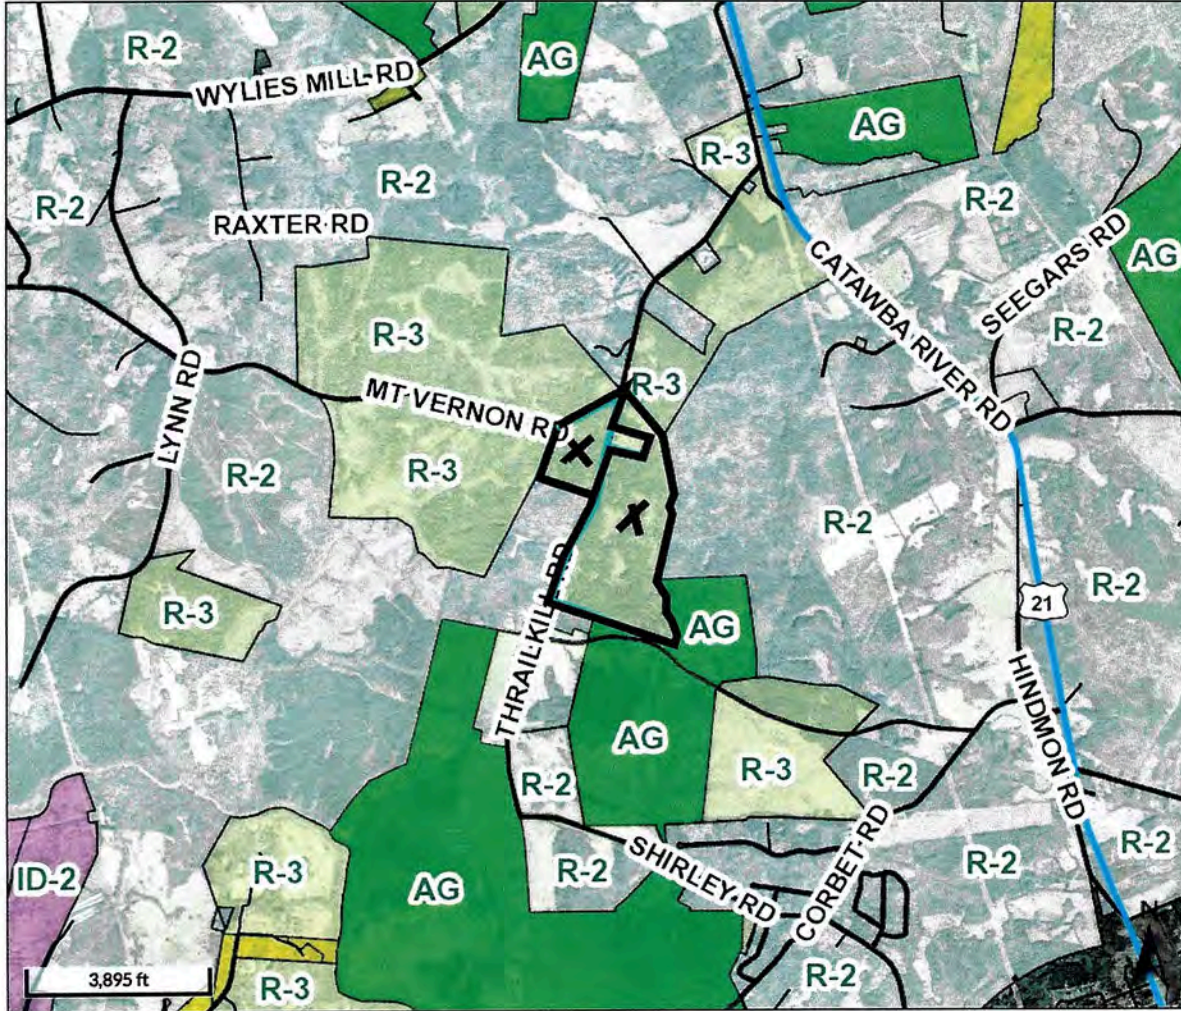 R-2
AG
WYLIES MILL RD
AG
R-3
R-2
R-2
R-2
RAXTER RD
SEEGARS RD
AG
CATAWBA RIVER RD
R-3
R-2
MT VERNON RD
R-3
LYNN RD
R-2
R-3
R-2
R-2
21
R-3
THRAILKILL RD
AG
HINDMON RD
AG
R-3
R-2
R-2
CORBET RD
SHIRLEY RD
R-2
R-2
R-2
ID-2
R-3
AG
R-2
N
3,895 ft
R-3